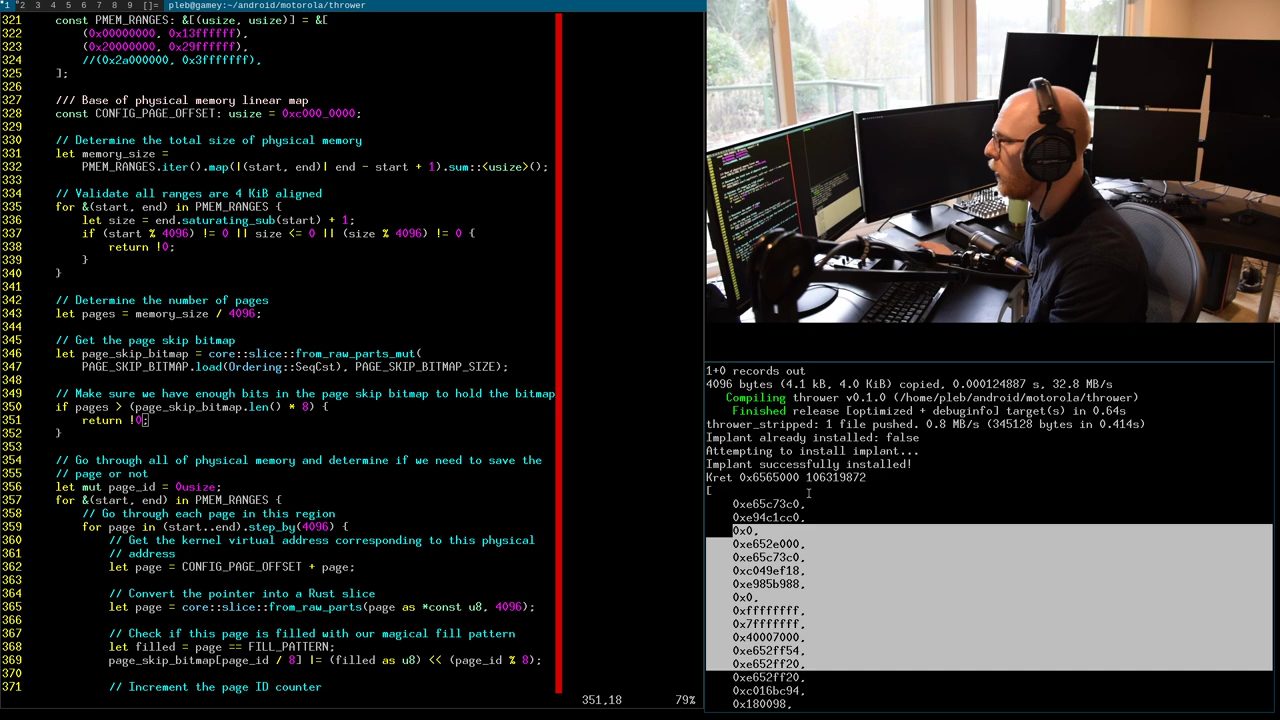 1 2 3 4 5 6 7 8 9 []= pleb@gamey:~/android/motorola/thrower
321 const PMEM_RANGES: &[(usize, usize)] = &[
322 (0x00000000, 0x13ffffff),
323 (0x20000000, 0x29ffffff),
324 //(0x2a000000, 0x3fffffff),
325 ];
326
327 /// Base of physical memory linear map
328 const CONFIG_PAGE_OFFSET: usize = 0xc000_0000;
329
330 // Determine the total size of physical memory
331 let memory_size =
332 PMEM_RANGES.iter().map(|(start, end)| end - start + 1).sum::<usize>();
333
334 // Validate all ranges are 4 KiB aligned
335 for &(start, end) in PMEM_RANGES {
336 let size = end.saturating_sub(start) + 1;
337 if (start % 4096) != 0 || size <= 0 || (size % 4096) != 0 {
338 return !0;
339 }
340 }
341
342 // Determine the number of pages
343 let pages = memory_size / 4096;
344
345 // Get the page skip bitmap
346 let page_skip_bitmap = core::slice::from_raw_parts_mut(
347 PAGE_SKIP_BITMAP.load(Ordering::SeqCst), PAGE_SKIP_BITMAP_SIZE);
348
349 // Make sure we have enough bits in the page skip bitmap to hold the bitmap
350 if pages > (page_skip_bitmap.len() * 8) {
351 return !0;
352 }
353
354 // Go through all of physical memory and determine if we need to save the
355 // page or not
356 let mut page_id = 0usize;
357 for &(start, end) in PMEM_RANGES {
358 // Go through each page in this region
359 for page in (start..end).step_by(4096) {
360 // Get the kernel virtual address corresponding to this physical
361 // address
362 let page = CONFIG_PAGE_OFFSET + page;
363
364 // Convert the pointer into a Rust slice
365 let page = core::slice::from_raw_parts(page as *const u8, 4096);
366
367 // Check if this page is filled with our magical fill pattern
368 let filled = page == FILL_PATTERN;
369 page_skip_bitmap[page_id / 8] |= (filled as u8) << (page_id % 8);
370
371 // Increment the page ID counter
351,18 79%
1+0 records out
4096 bytes (4.1 kB, 4.0 KiB) copied, 0.000124887 s, 32.8 MB/s
Compiling thrower v0.1.0 (/home/pleb/android/motorola/thrower)
Finished release [optimized + debuginfo] target(s) in 0.64s
thrower_stripped: 1 file pushed. 0.8 MB/s (345128 bytes in 0.414s)
Implant already installed: false
Attempting to install implant...
Implant successfully installed!
Kret 0x6565000 106319872
[
0xe65c73c0,
0xe94c1cc0,
0x0,
0xe652e000,
0xe65c73c0,
0xc049ef18,
0xe985b988,
0x0,
0xffffffff,
0x7fffffff,
0x40007000,
0xe652ff54,
0xe652ff20,
0xe652ff20,
0xc016bc94,
0x180098,